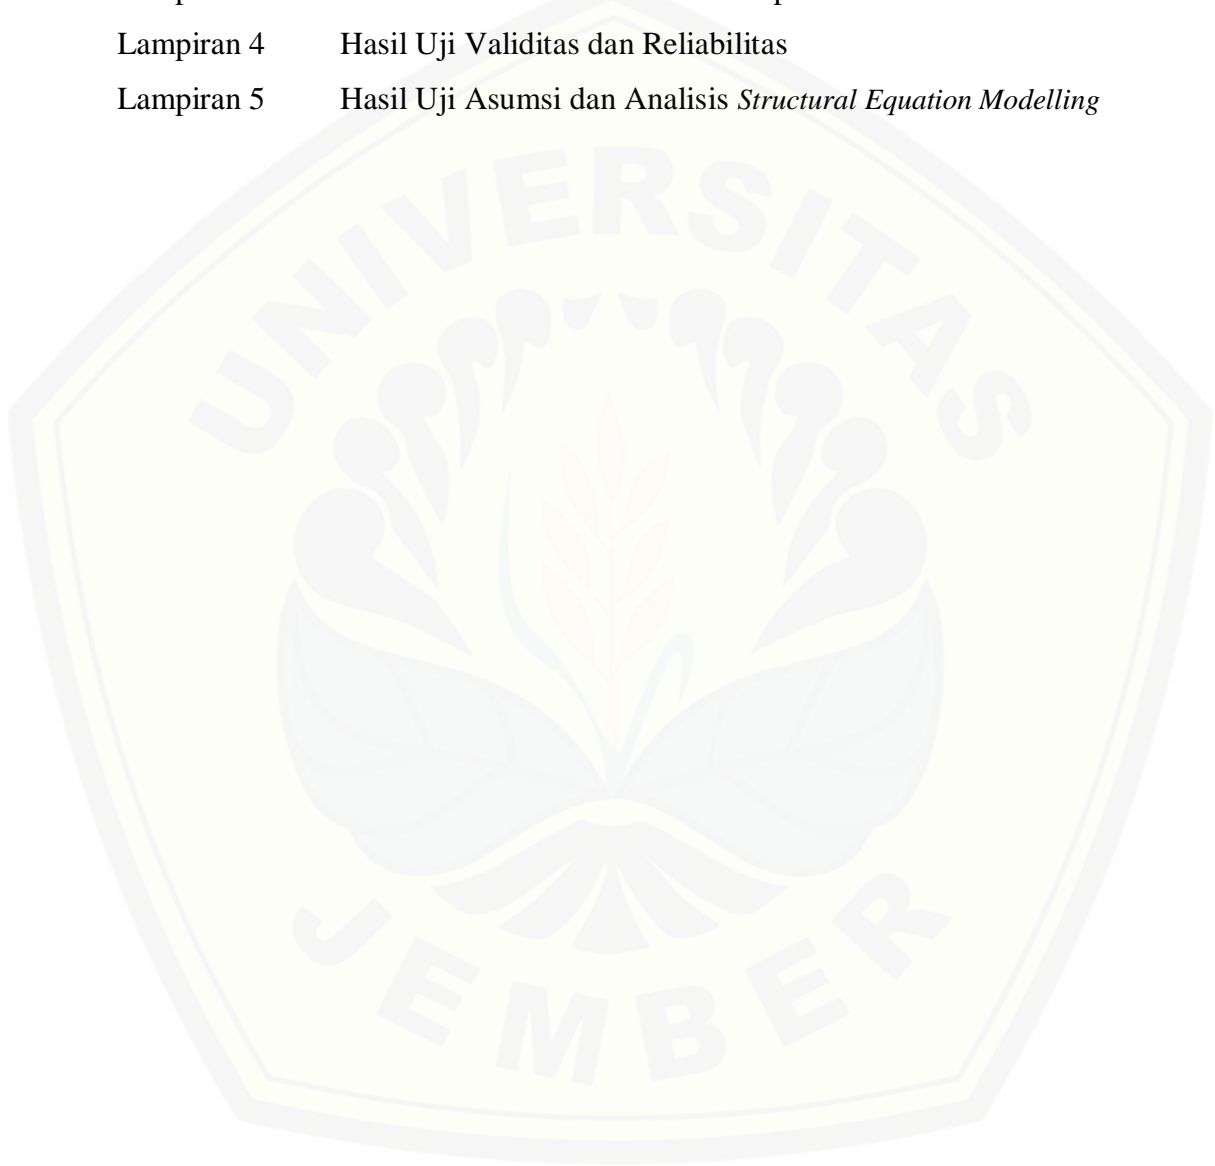 Lampiran 4 Hasil Uji Validitas dan Reliabilitas
Lampiran 5 Hasil Uji Asumsi dan Analisis Structural Equation Modelling
UNIVERSITAS
JEMBER